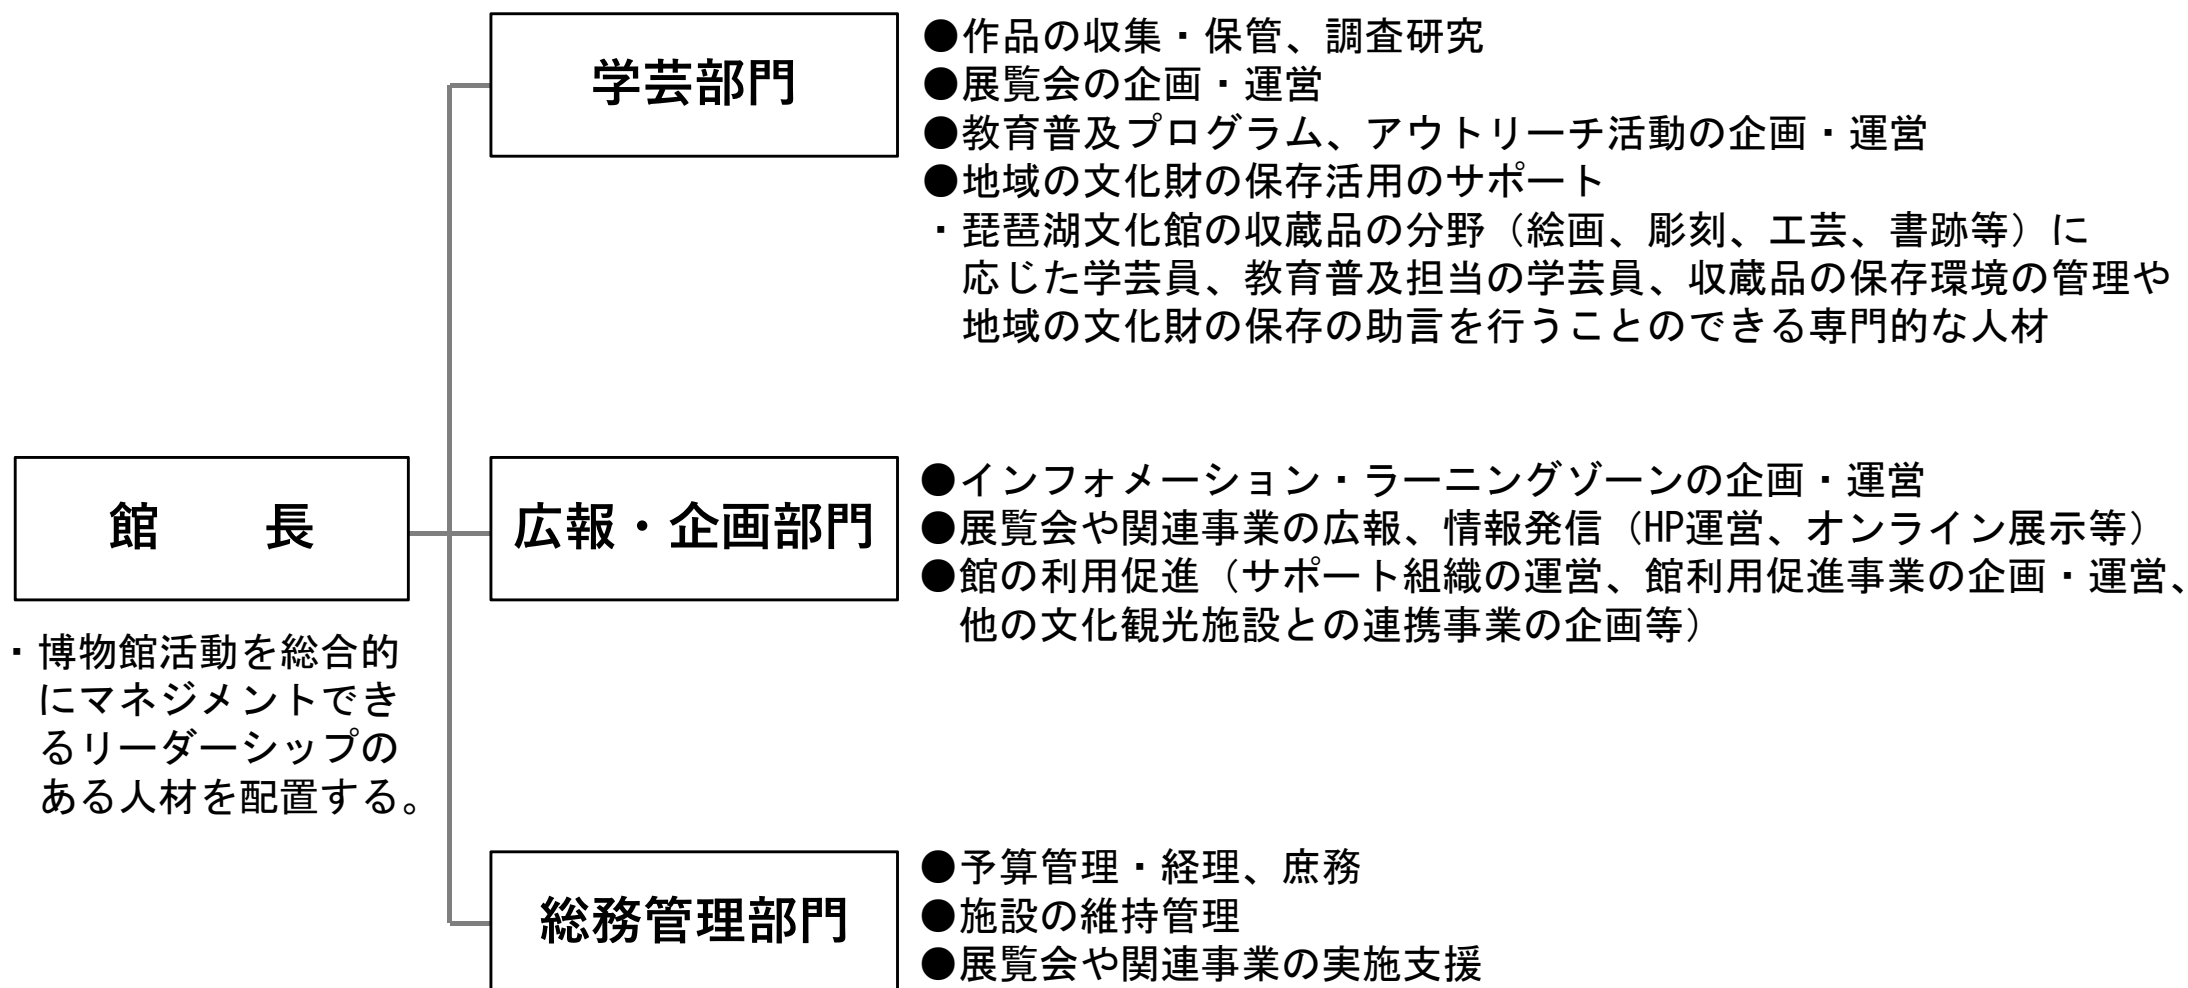 学芸部門
●作品の収集・保管、調査研究
●展覧会の企画・運営
●教育普及プログラム、アウトリーチ活動の企画・運営
●地域の文化財の保存活用のサポート
・琵琶湖文化館の収蔵品の分野（絵画、彫刻、工芸、書跡等）に
応じた学芸員、教育普及担当の学芸員、収蔵品の保存環境の管理や
地域の文化財の保存の助言を行うことのできる専門的な人材
館　　長
・博物館活動を総合的
にマネジメントでき
るリーダーシップの
ある人材を配置する。
広報・企画部門
●インフォメーション・ラーニングゾーンの企画・運営
●展覧会や関連事業の広報、情報発信（HP運営、オンライン展示等）
●館の利用促進（サポート組織の運営、館利用促進事業の企画・運営、
他の文化観光施設との連携事業の企画等）
総務管理部門
●予算管理・経理、庶務
●施設の維持管理
●展覧会や関連事業の実施支援